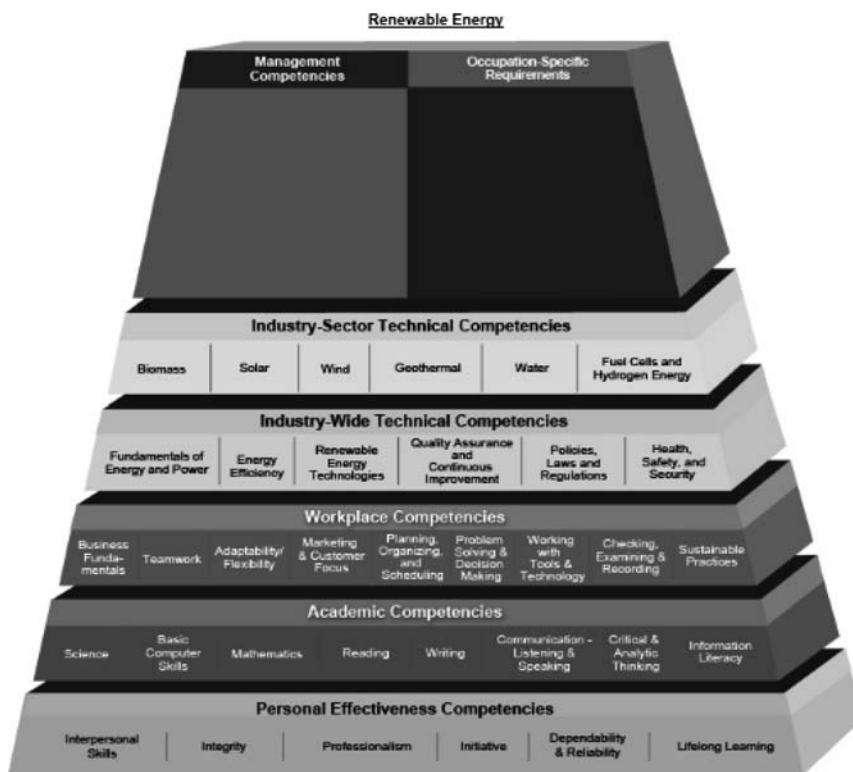 Renewable Energy
Management
Competencies
Occupation-Specific
Requirements
Industry-Sector Technical Competencies
Biomass
Solar
Wind
Geothermal
Water
Fuel Cells and
Hydrogen Energy
Industry-Wide Technical Competencies
Fundamentals of
Energy and Power
Energy
Efficiency
Renewable
Energy
Technologies
Quality Assurance
and
Continuous
Improvement
Policies,
Laws and
Regulations
Health,
Safety, and
Security
Workplace Competencies
Business
Funda-
mentals
Teamwork
Adaptability/
Flexibility
Marketing
& Customer
Focus
Planning,
Organizing,
and
Scheduling
Problem
Solving &
Decision
Making
Working
with
Tools &
Technology
Checking,
Examining &
Recording
Sustainable
Practices
Academic Competencies
Science
Basic
Computer
Skills
Mathematics
Reading
Writing
Communication -
Listening &
Speaking
Critical &
Analytic
Thinking
Information
Literacy
Personal Effectiveness Competencies
Interpersonal
Skills
Integrity
Professionalism
Initiative
Dependability
& Reliability
Lifelong Learning